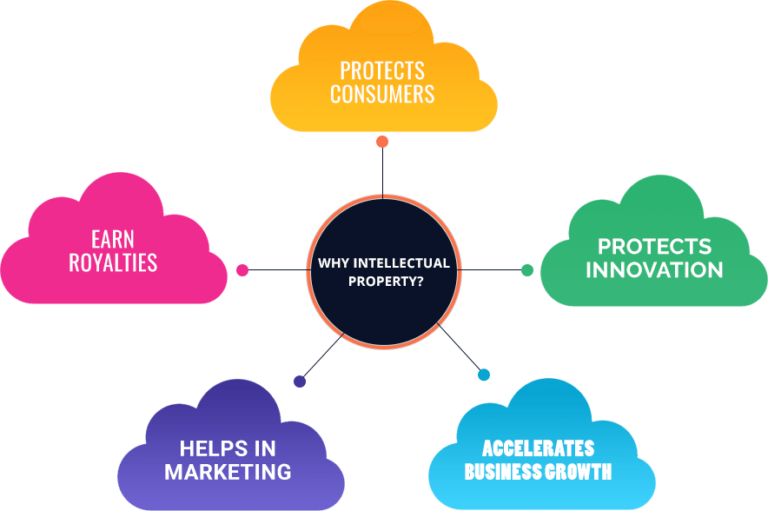 PROTECTS
CONSUMERS
EARN
ROYALTIES
WHY INTELLECTUAL
PROPERTY?
PROTECTS
INNOVATION
HELPS IN
MARKETING
ACCELERATES
BUSINESS GROWTH